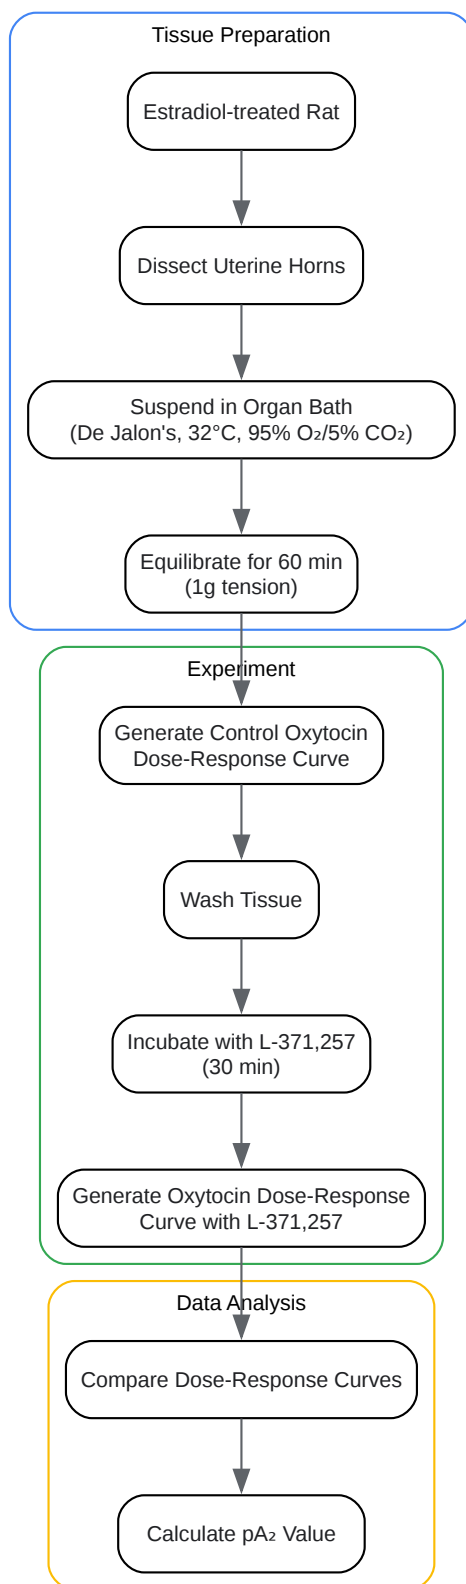 Tissue Preparation
Estradiol-treated Rat
Dissect Uterine Horns
Suspend in Organ Bath
(De Jalon's, 32°C, 95% O₂/5% CO₂)
Equilibrate for 60 min
(1g tension)
Experiment
Generate Control Oxytocin
Dose-Response Curve
Wash Tissue
Incubate with L-371,257
(30 min)
Generate Oxytocin Dose-Response
Curve with L-371,257
Data Analysis
Compare Dose-Response Curves
Calculate pA₂ Value